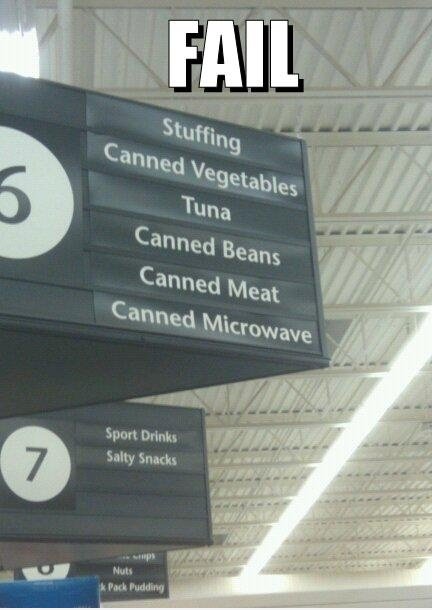 FAIL
6
Stuffing
Canned Vegetables
Tuna
Canned Beans
Canned Meat
Canned Microwave
7
Sport Drinks
Salty Snacks
Chips
Nuts
Pack Pudding